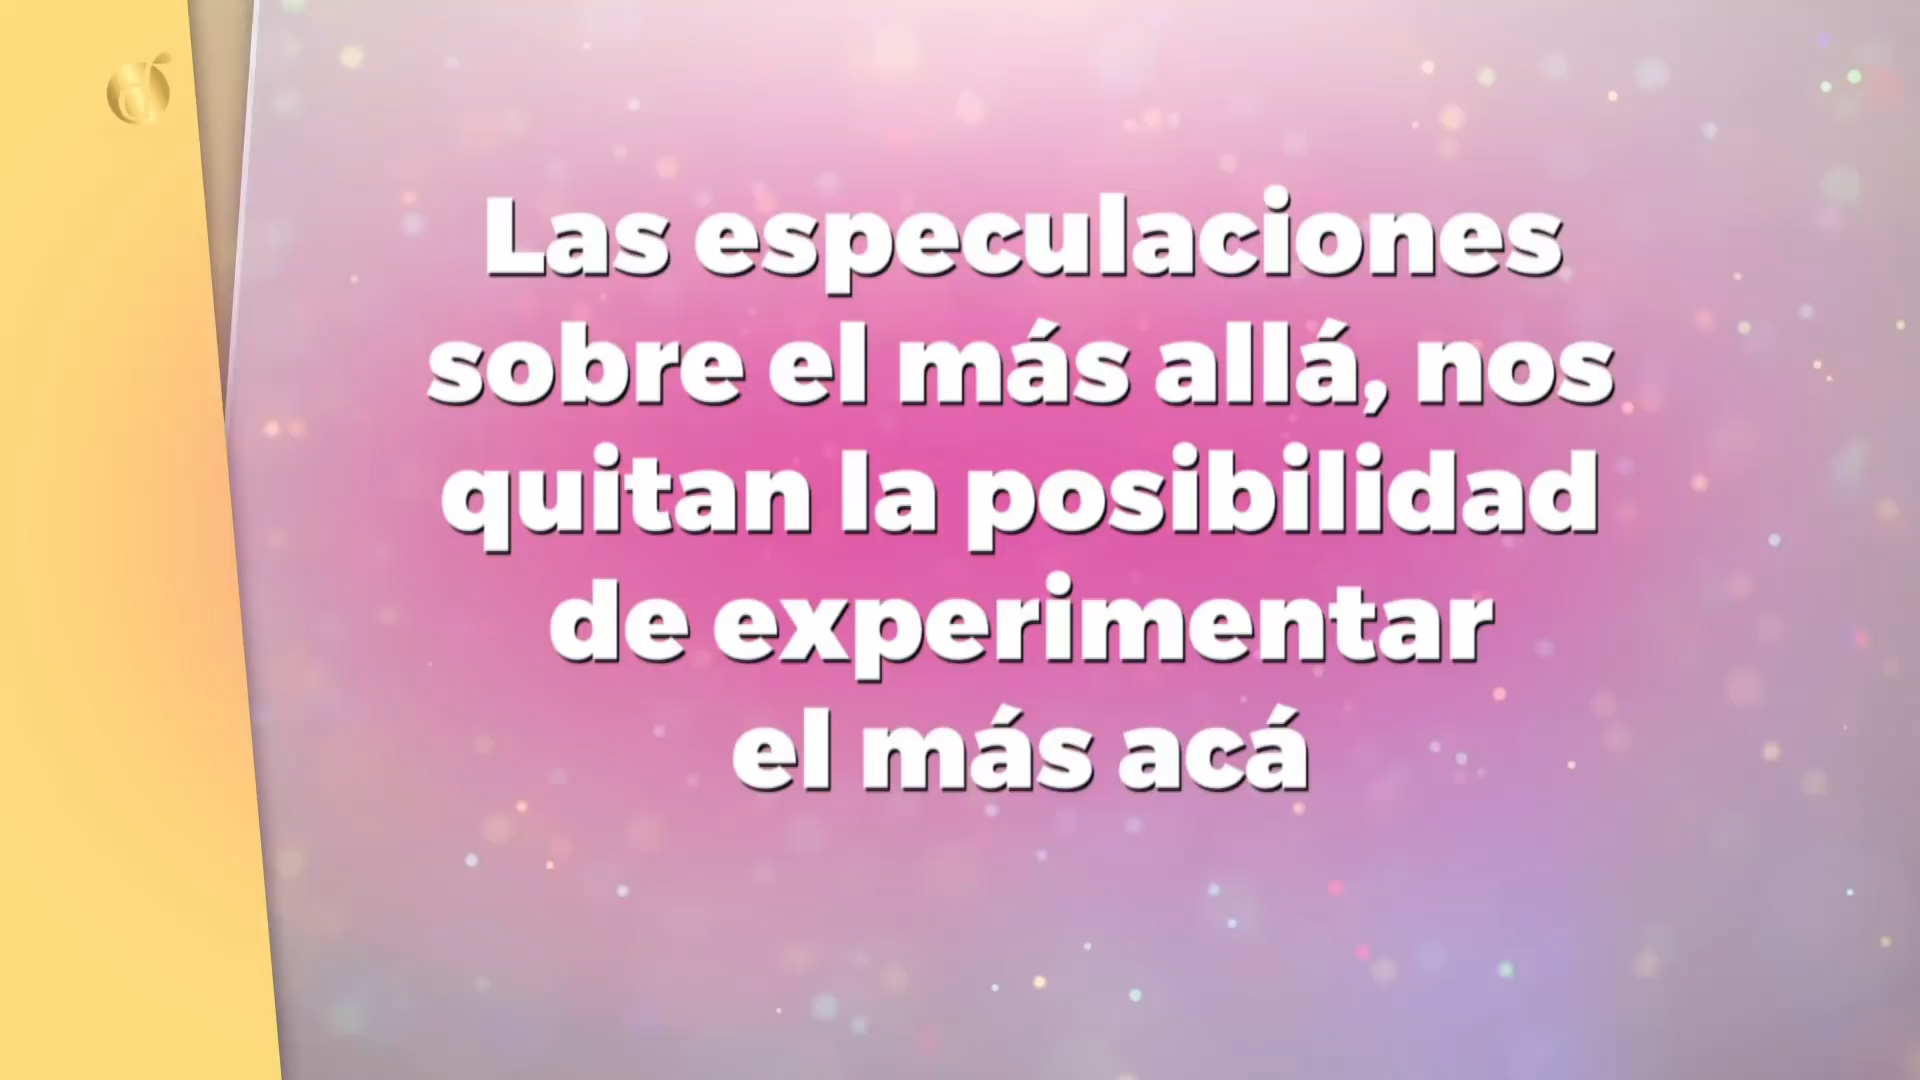 Las especulaciones
sobre el más allá, nos
quitan la posibilidad
de experimentar
el más acá